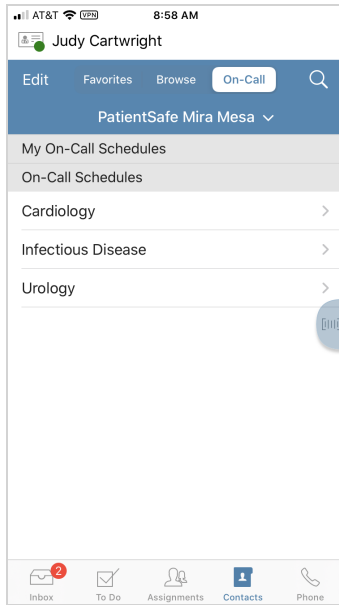 AT&T VPN 8:58 AM
Judy Cartwright
Edit Favorites Browse On-Call
PatientSafe Mira Mesa
My On-Call Schedules
On-Call Schedules
Cardiology
Infectious Disease
Urology
2
Inbox To Do Assignments Contacts Phone